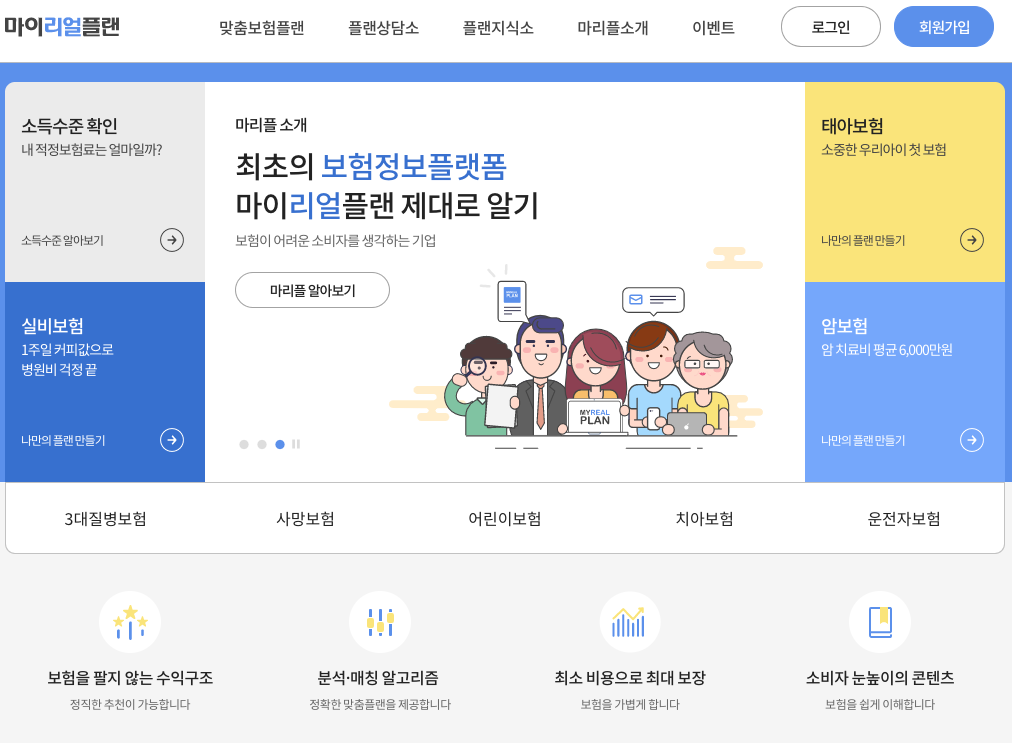 마이리얼플랜
맞춤보험플랜 플랜상담소 플랜지식소 마리플소개 이벤트 로그인 회원가입
소득수준 확인
내 적정보험료는 얼마일까?
소득수준 알아보기
실비보험
1주일 커피값으로
병원비 걱정 끝
나만의 플랜 만들기
마리플 소개
최초의 보험정보플랫폼
마이리얼플랜 제대로 알기
보험이 어려운 소비자를 생각하는 기업
마리플 알아보기
MYREAL
PLAN
태아보험
소중한 우리아이 첫 보험
나만의 플랜 만들기
암보험
암 치료비 평균 6,000만원
나만의 플랜 만들기
3대질병보험 사망보험 어린이보험 치아보험 운전자보험
보험을 팔지 않는 수익구조
정직한 추천이 가능합니다
분석·매칭 알고리즘
정확한 맞춤플랜을 제공합니다
최소 비용으로 최대 보장
보험을 가볍게 합니다
소비자 눈높이의 콘텐츠
보험을 쉽게 이해합니다